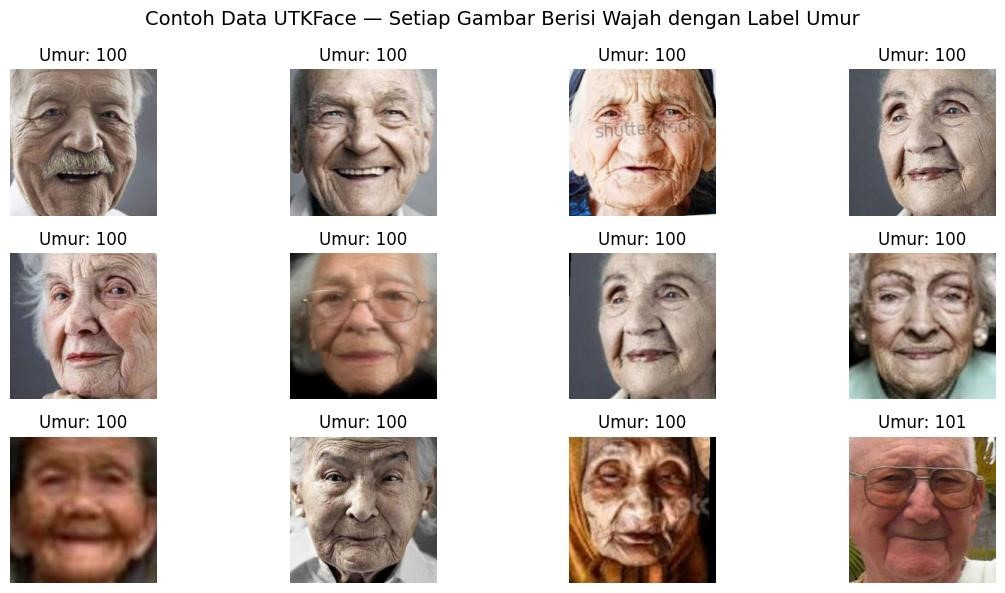 Contoh Data UTKFace — Setiap Gambar Berisi Wajah dengan Label Umur
Umur: 100 Umur: 100 Umur: 100 Umur: 100
shutterstock
Umur: 100 Umur: 100 Umur: 100 Umur: 100
Umur: 100 Umur: 100 Umur: 100 Umur: 101